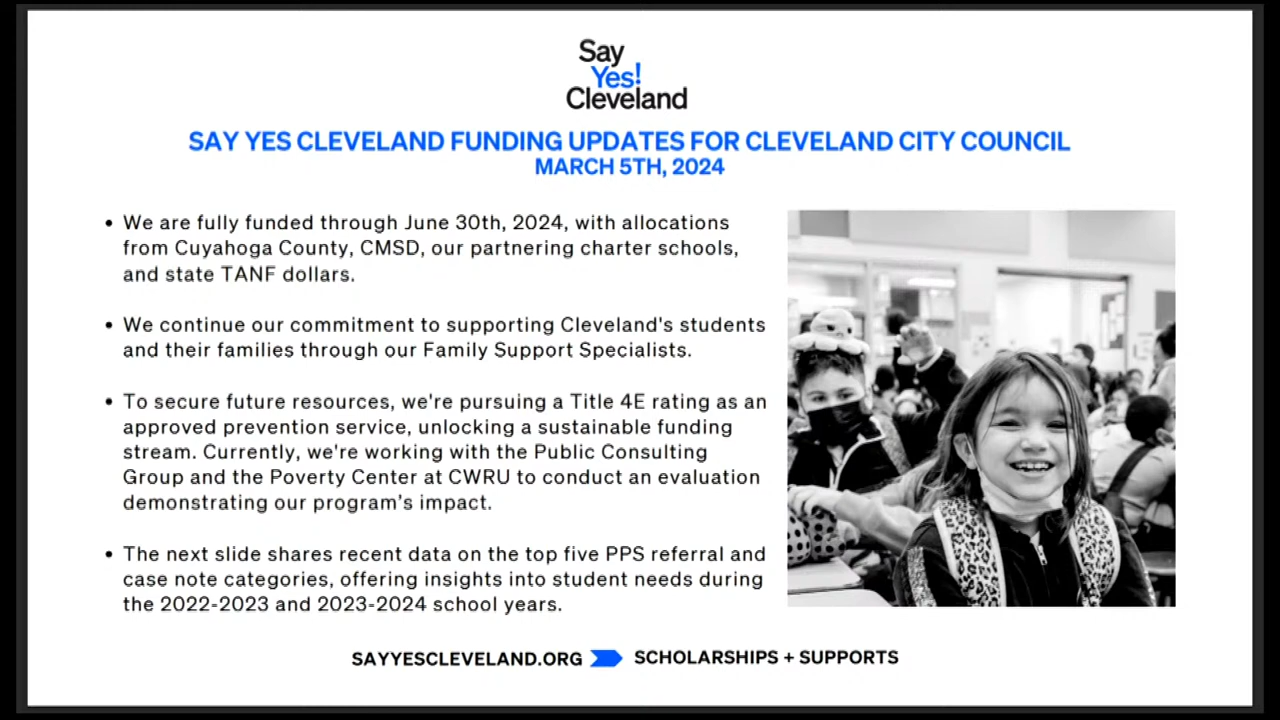 Say
Yes!
Cleveland
SAY YES CLEVELAND FUNDING UPDATES FOR CLEVELAND CITY COUNCIL
MARCH 5TH, 2024
• We are fully funded through June 30th, 2024, with allocations
from Cuyahoga County, CMSD, our partnering charter schools,
and state TANF dollars.
• We continue our commitment to supporting Cleveland's students
and their families through our Family Support Specialists.
• To secure future resources, we're pursuing a Title 4E rating as an
approved prevention service, unlocking a sustainable funding
stream. Currently, we're working with the Public Consulting
Group and the Poverty Center at CWRU to conduct an evaluation
demonstrating our program's impact.
• The next slide shares recent data on the top five PPS referral and
case note categories, offering insights into student needs during
the 2022-2023 and 2023-2024 school years.
SAYYESCLEVELAND.ORG SCHOLARSHIPS + SUPPORTS